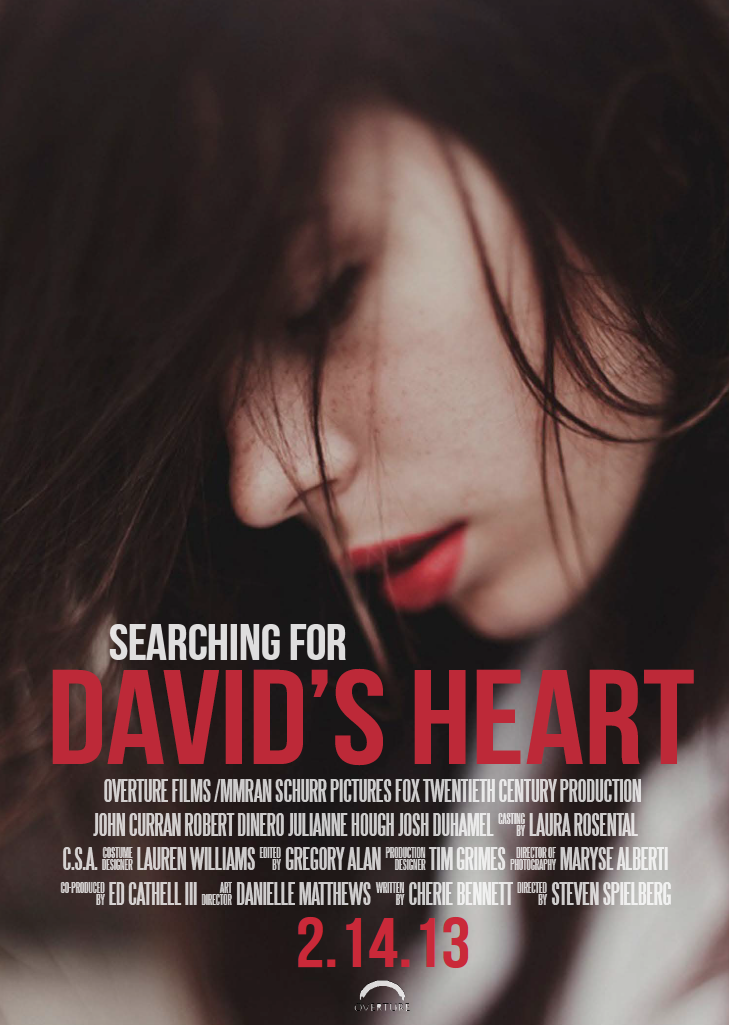 SEARCHING FOR
DAVID'S HEART
OVERTURE FILMS /MMRAN SCHURR PICTURES FOX TWENTIETH CENTURY PRODUCTION
JOHN CURRAN ROBERT DINERO JULIANNE HOUGH JOSH DUHAMEL CASTING BY LAURA ROSENTAL
C.S.A. COSTUME DESIGNER LAUREN WILLIAMS EDITED BY GREGORY ALAN PRODUCTION DESIGNER TIM GRIMES DIRECTOR OF PHOTOGRAPHY MARYSE ALBERTI
CO-PRODUCED BY ED CATHELL III ART DIRECTOR DANIELLE MATTHEWS WRITTEN BY CHERIE BENNETT DIRECTED BY STEVEN SPIELBERG
2.14.13
OVERTURE